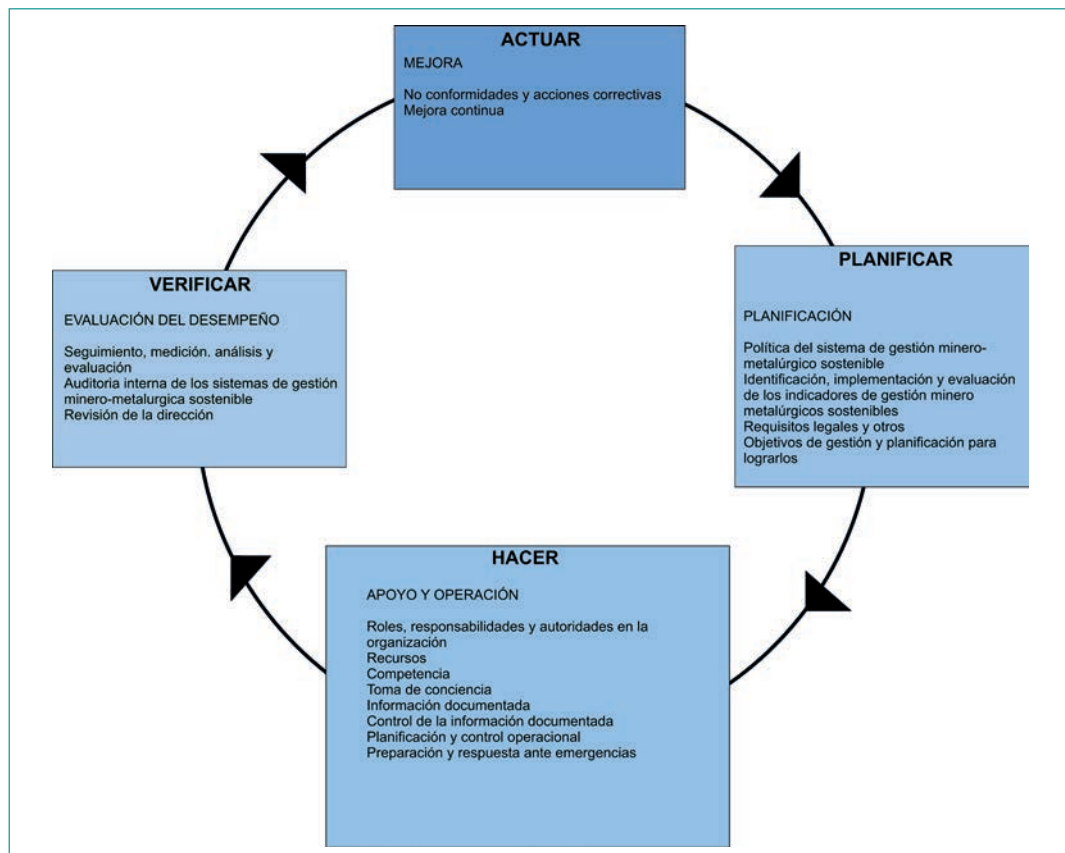 ACTUAR
MEJORA
No conformidades y acciones correctivas
Mejora continua
PLANIFICAR
PLANIFICACIÓN
Política del sistema de gestión minero-
metalúrgico sostenible
Identificación, implementación y evaluación
de los indicadores de gestión minero
metalúrgicos sostenibles
Requisitos legales y otros
Objetivos de gestión y planificación para
lograrlos
HACER
APOYO Y OPERACIÓN
Roles, responsabilidades y autoridades en la
organización
Recursos
Competencia
Toma de conciencia
Información documentada
Control de la información documentada
Planificación y control operacional
Preparación y respuesta ante emergencias
VERIFICAR
EVALUACIÓN DEL DESEMPEÑO
Seguimiento, medición. análisis y
evaluación
Auditoria interna de los sistemas de gestión
minero-metalurgica sostenible
Revisión de la dirección